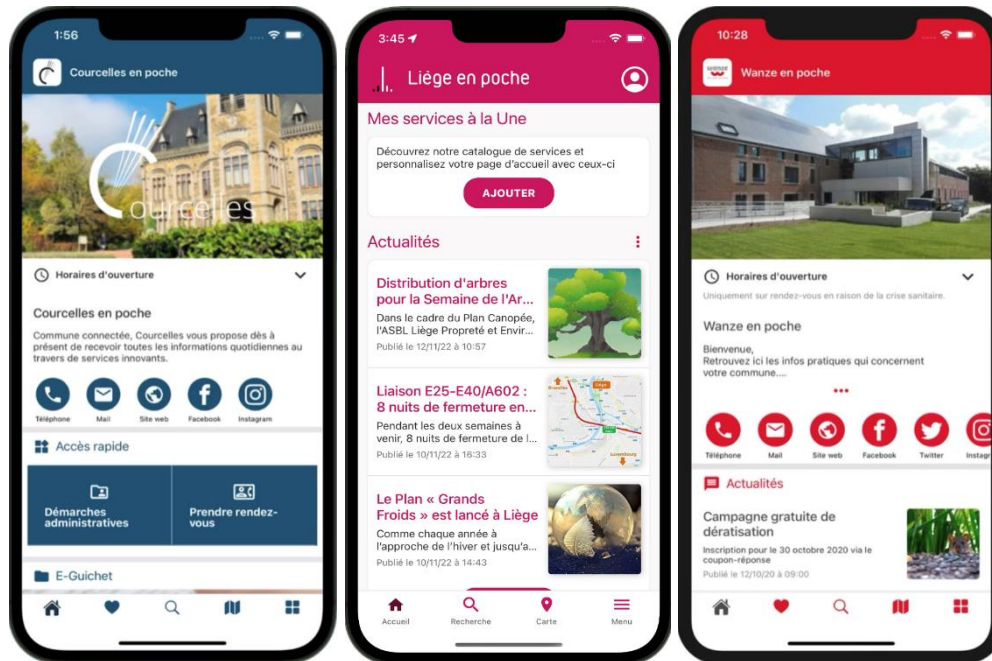 1:56
Courcelles en poche
Courcelles
Horaires d'ouverture
Courcelles en poche
Commune connectée, Courcelles vous propose dès à
présent de recevoir toutes les informations quotidiennes au
travers de services innovants.
Téléphone Mail Site web Facebook Instagram
Accès rapide
Démarches
administratives
Prendre rendez-
vous
E-Guichet
3:45
Liège en poche
Mes services à la Une
Découvrez notre catalogue de services et
personnalisez votre page d'accueil avec ceux-ci
AJOUTER
Actualités
Distribution d'arbres
pour la Semaine de l'Ar...
Dans le cadre du Plan Canopée,
l'ASBL Liège Propreté et Envir...
Publié le 12/11/22 à 10:57
Liaison E25-E40/A602 :
8 nuits de fermeture en...
Pendant les deux semaines à
venir, 8 nuits de fermeture de l...
Publié le 10/11/22 à 16:33
Bruxelles
Liège
Luxembourg
Le Plan « Grands
Froids » est lancé à Liège
Comme chaque année à
l'approche de l'hiver et jusqu'a...
Publié le 10/11/22 à 14:43
Accueil Recherche Carte Menu
10:28
wanze
Wanze en poche
Horaires d'ouverture
Uniquement sur rendez-vous en raison de la crise sanitaire.
Wanze en poche
Bienvenue,
Retrouvez ici les infos pratiques qui concernent
votre commune....
Téléphone Mail Site web Facebook Twitter Instagr
Actualités
Campagne gratuite de
dératisation
Inscription pour le 30 octobre 2020 via le
coupon-réponse
Publié le 12/10/20 à 09:00